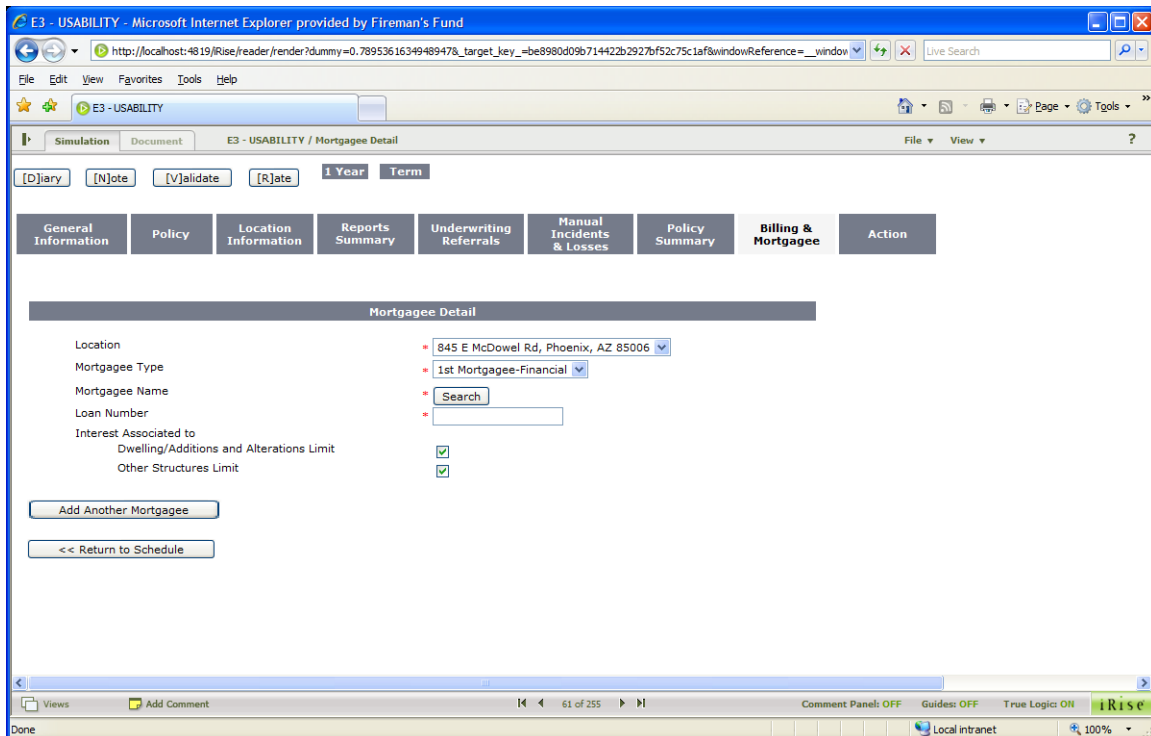 E3 - USABILITY - Microsoft Internet Explorer provided by Fireman's Fund
http://localhost:4819/iRise/reader/render?dummy=0.7895361634948947&_target_key_=be8980d09b714422b2927bf52c75c1af&windowReference=__window
Live Search
File Edit View Favorites Tools Help
E3 - USABILITY
Page Tools
Simulation Document E3 - USABILITY / Mortgagee Detail File View ?
[D]iary [N]ote [V]alidate [R]ate 1 Year Term
General Information
Policy
Location Information
Reports Summary
Underwriting Referrals
Manual Incidents & Losses
Policy Summary
Billing & Mortgagee
Action
Mortgagee Detail
Location * 845 E McDowel Rd, Phoenix, AZ 85006
Mortgagee Type * 1st Mortgagee-Financial
Mortgagee Name * Search
Loan Number *
Interest Associated to
Dwelling/Additions and Alterations Limit
Other Structures Limit
Add Another Mortgagee
<< Return to Schedule
Views Add Comment 61 of 255 Comment Panel: OFF Guides: OFF True Logic: ON iRise
Done Local intranet 100%